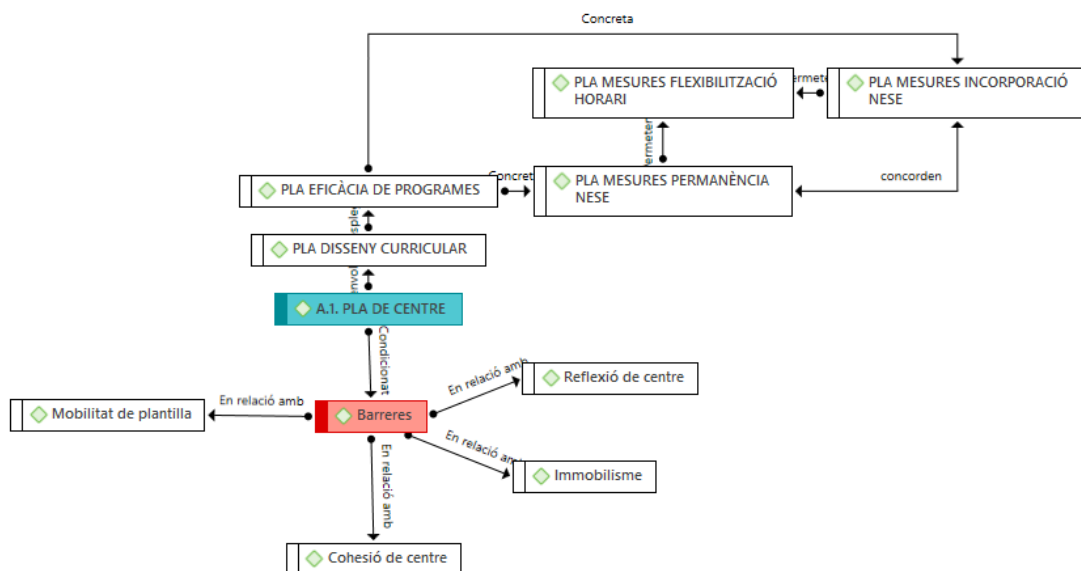 Concreta
PLA MESURES FLEXIBILITZACIÓ
HORARI
PLA MESURES INCORPORACIÓ
NESE
PLA EFICÀCIA DE PROGRAMES
PLA MESURES PERMANÈNCIA
NESE
concorden
PLA DISSENY CURRICULAR
A.1. PLA DE CENTRE
Condicionat
En relació amb
Reflexió de centre
Mobilitat de plantilla
En relació amb
Barreres
En relació amb
Immobilisme
En relació amb
Cohesió de centre